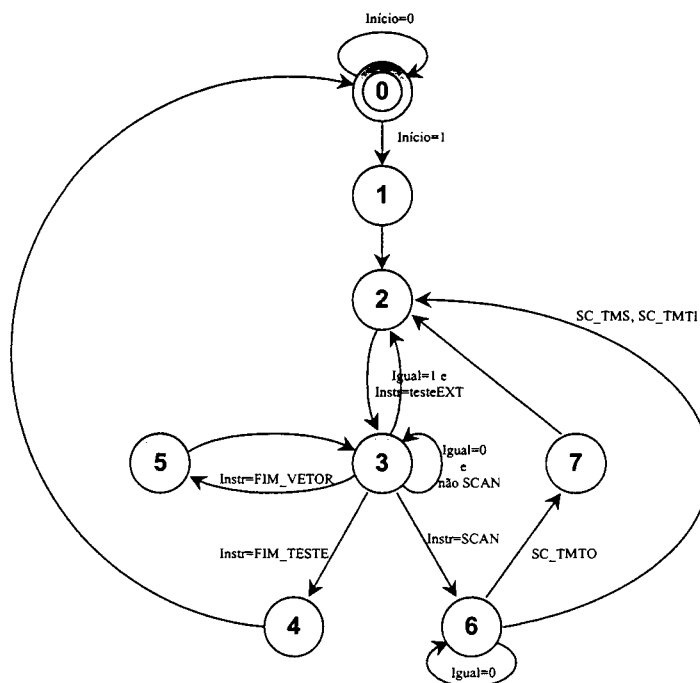 Início=0
0
Início=1
1
2
SC_TMS, SC_TMTI
Igual=1 e
Instr=testeEXT
5
Instr=FIM_VETOR
3
Igual=0
e
não SCAN
7
Instr=FIM_TESTE
Instr=SCAN
SC_TMTO
4
6
Igual=0